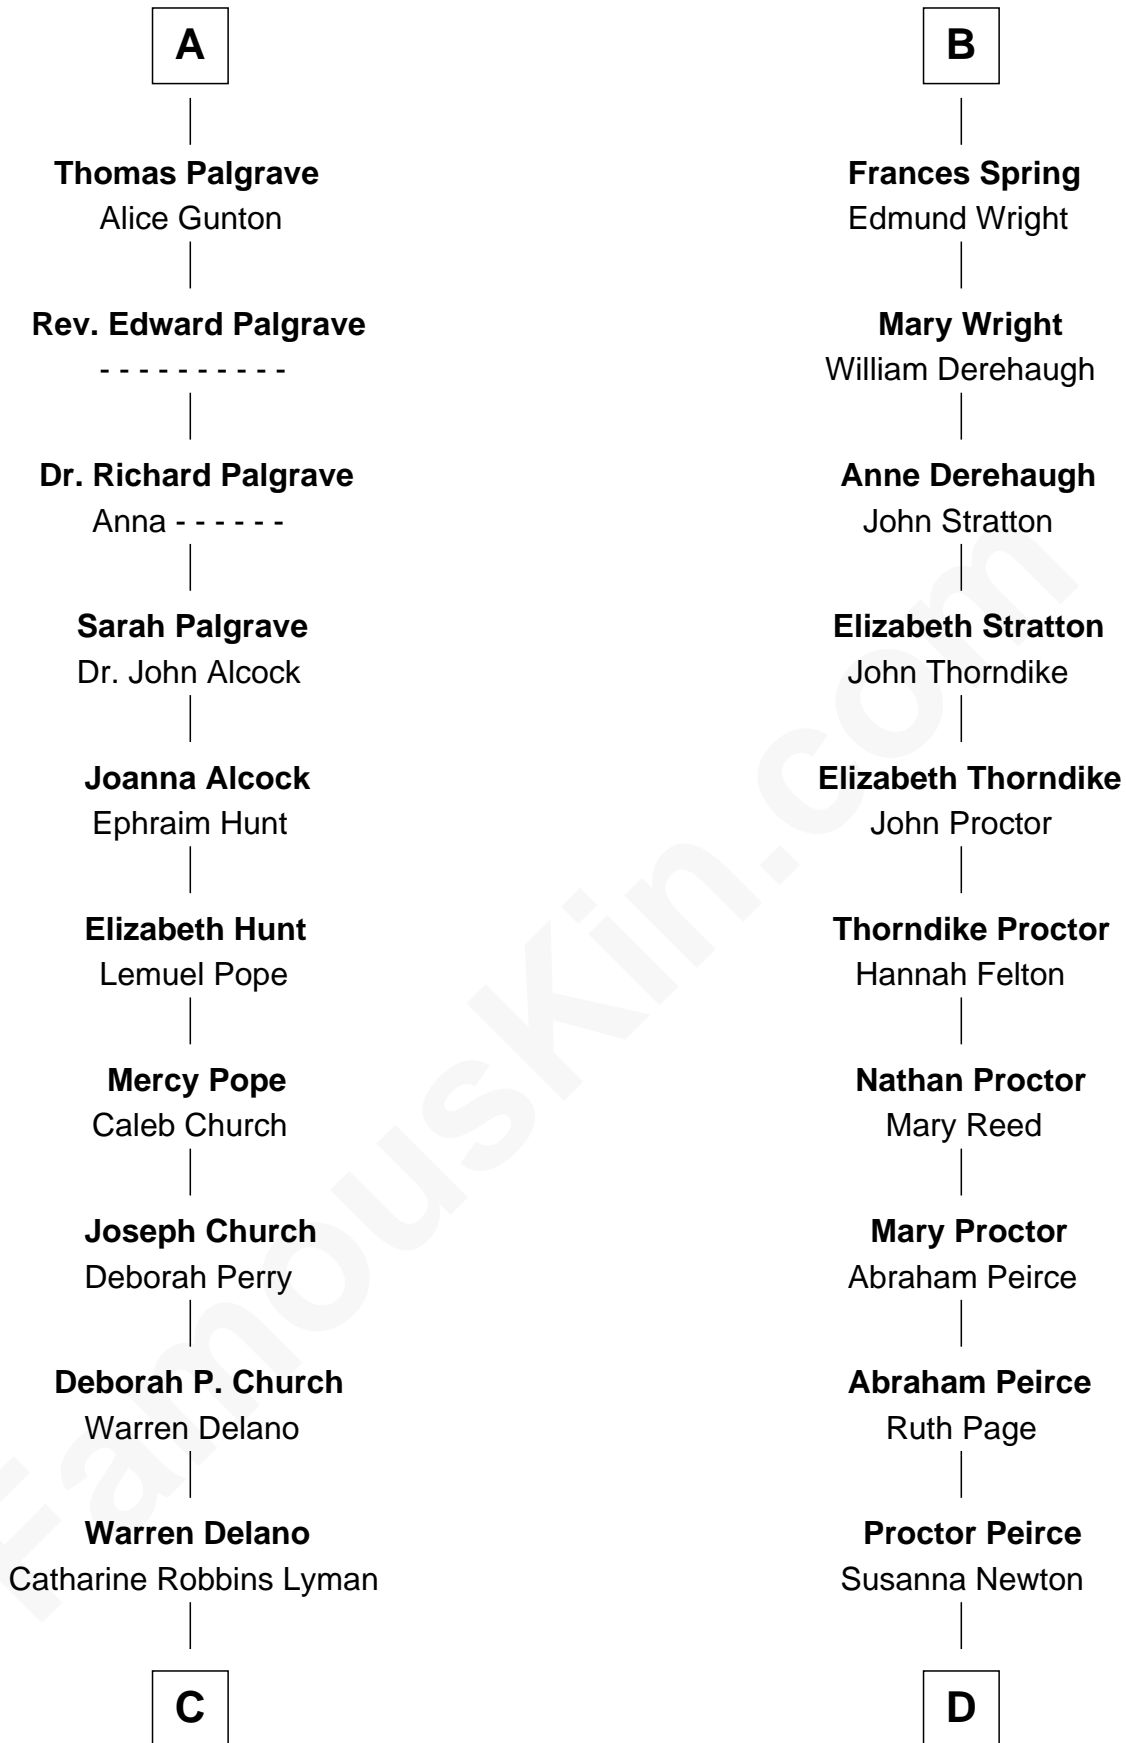 A
Thomas Palgrave
Alice Gunton
Rev. Edward Palgrave
- - - - - - - - - -
Dr. Richard Palgrave
Anna - - - - - -
Sarah Palgrave
Dr. John Alcock
Joanna Alcock
Ephraim Hunt
Elizabeth Hunt
Lemuel Pope
Mercy Pope
Caleb Church
Joseph Church
Deborah Perry
Deborah P. Church
Warren Delano
Warren Delano
Catharine Robbins Lyman
C
B
Frances Spring
Edmund Wright
Mary Wright
William Derehaugh
Anne Derehaugh
John Stratton
Elizabeth Stratton
John Thorndike
Elizabeth Thorndike
John Proctor
Thorndike Proctor
Hannah Felton
Nathan Proctor
Mary Reed
Mary Proctor
Abraham Peirce
Abraham Peirce
Ruth Page
Proctor Peirce
Susanna Newton
D
FamousKin.com